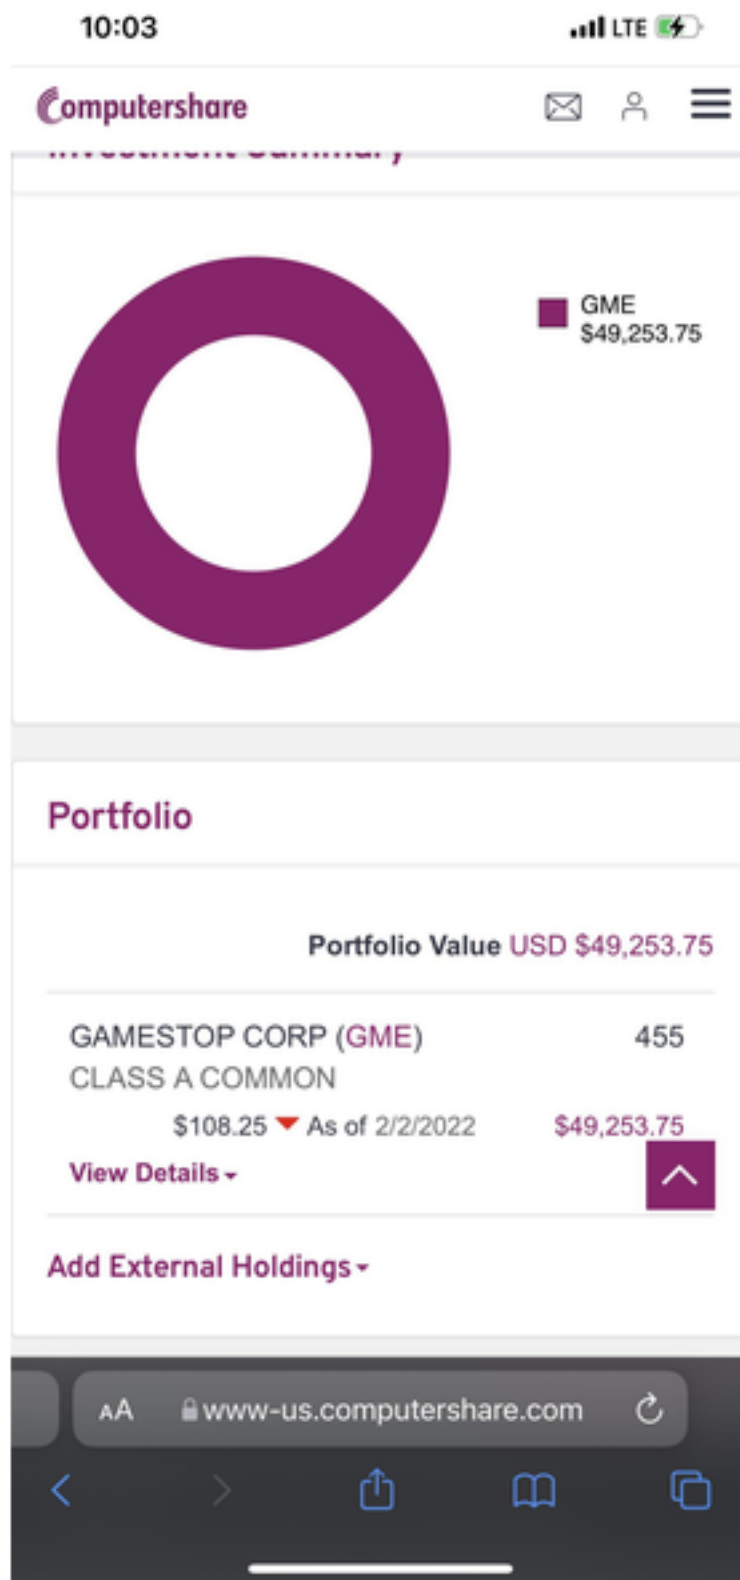 10:03
LTE
Computershare
Investment Summary
GME
$49,253.75
Portfolio
Portfolio Value USD $49,253.75
GAMESTOP CORP (GME) 455
CLASS A COMMON
$108.25 As of 2/2/2022 $49,253.75
View Details
Add External Holdings
AA www-us.computershare.com